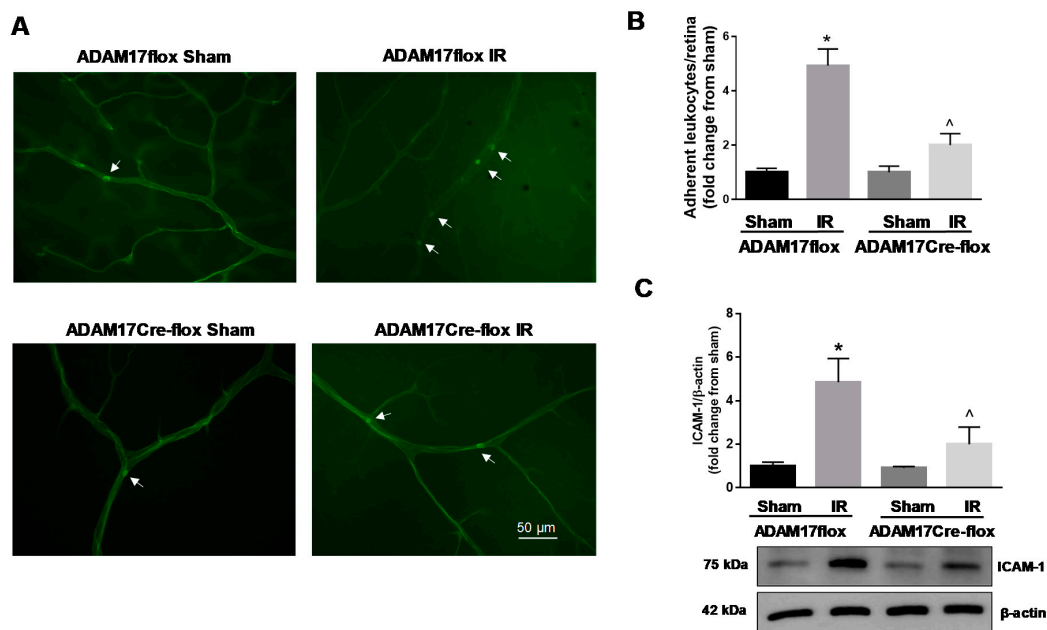 A
ADAM17flox Sham
ADAM17flox IR
ADAM17Cre-flox Sham
ADAM17Cre-flox IR
50 µm
B
Adherent leukocytes/retina
(fold change from sham)
6
4
2
0
*
^
Sham IR Sham IR
ADAM17flox ADAM17Cre-flox
C
ICAM-1/β-actin
(fold change from sham)
8
6
4
2
0
*
^
Sham IR Sham IR
ADAM17flox ADAM17Cre-flox
75 kDa ICAM-1
42 kDa β-actin